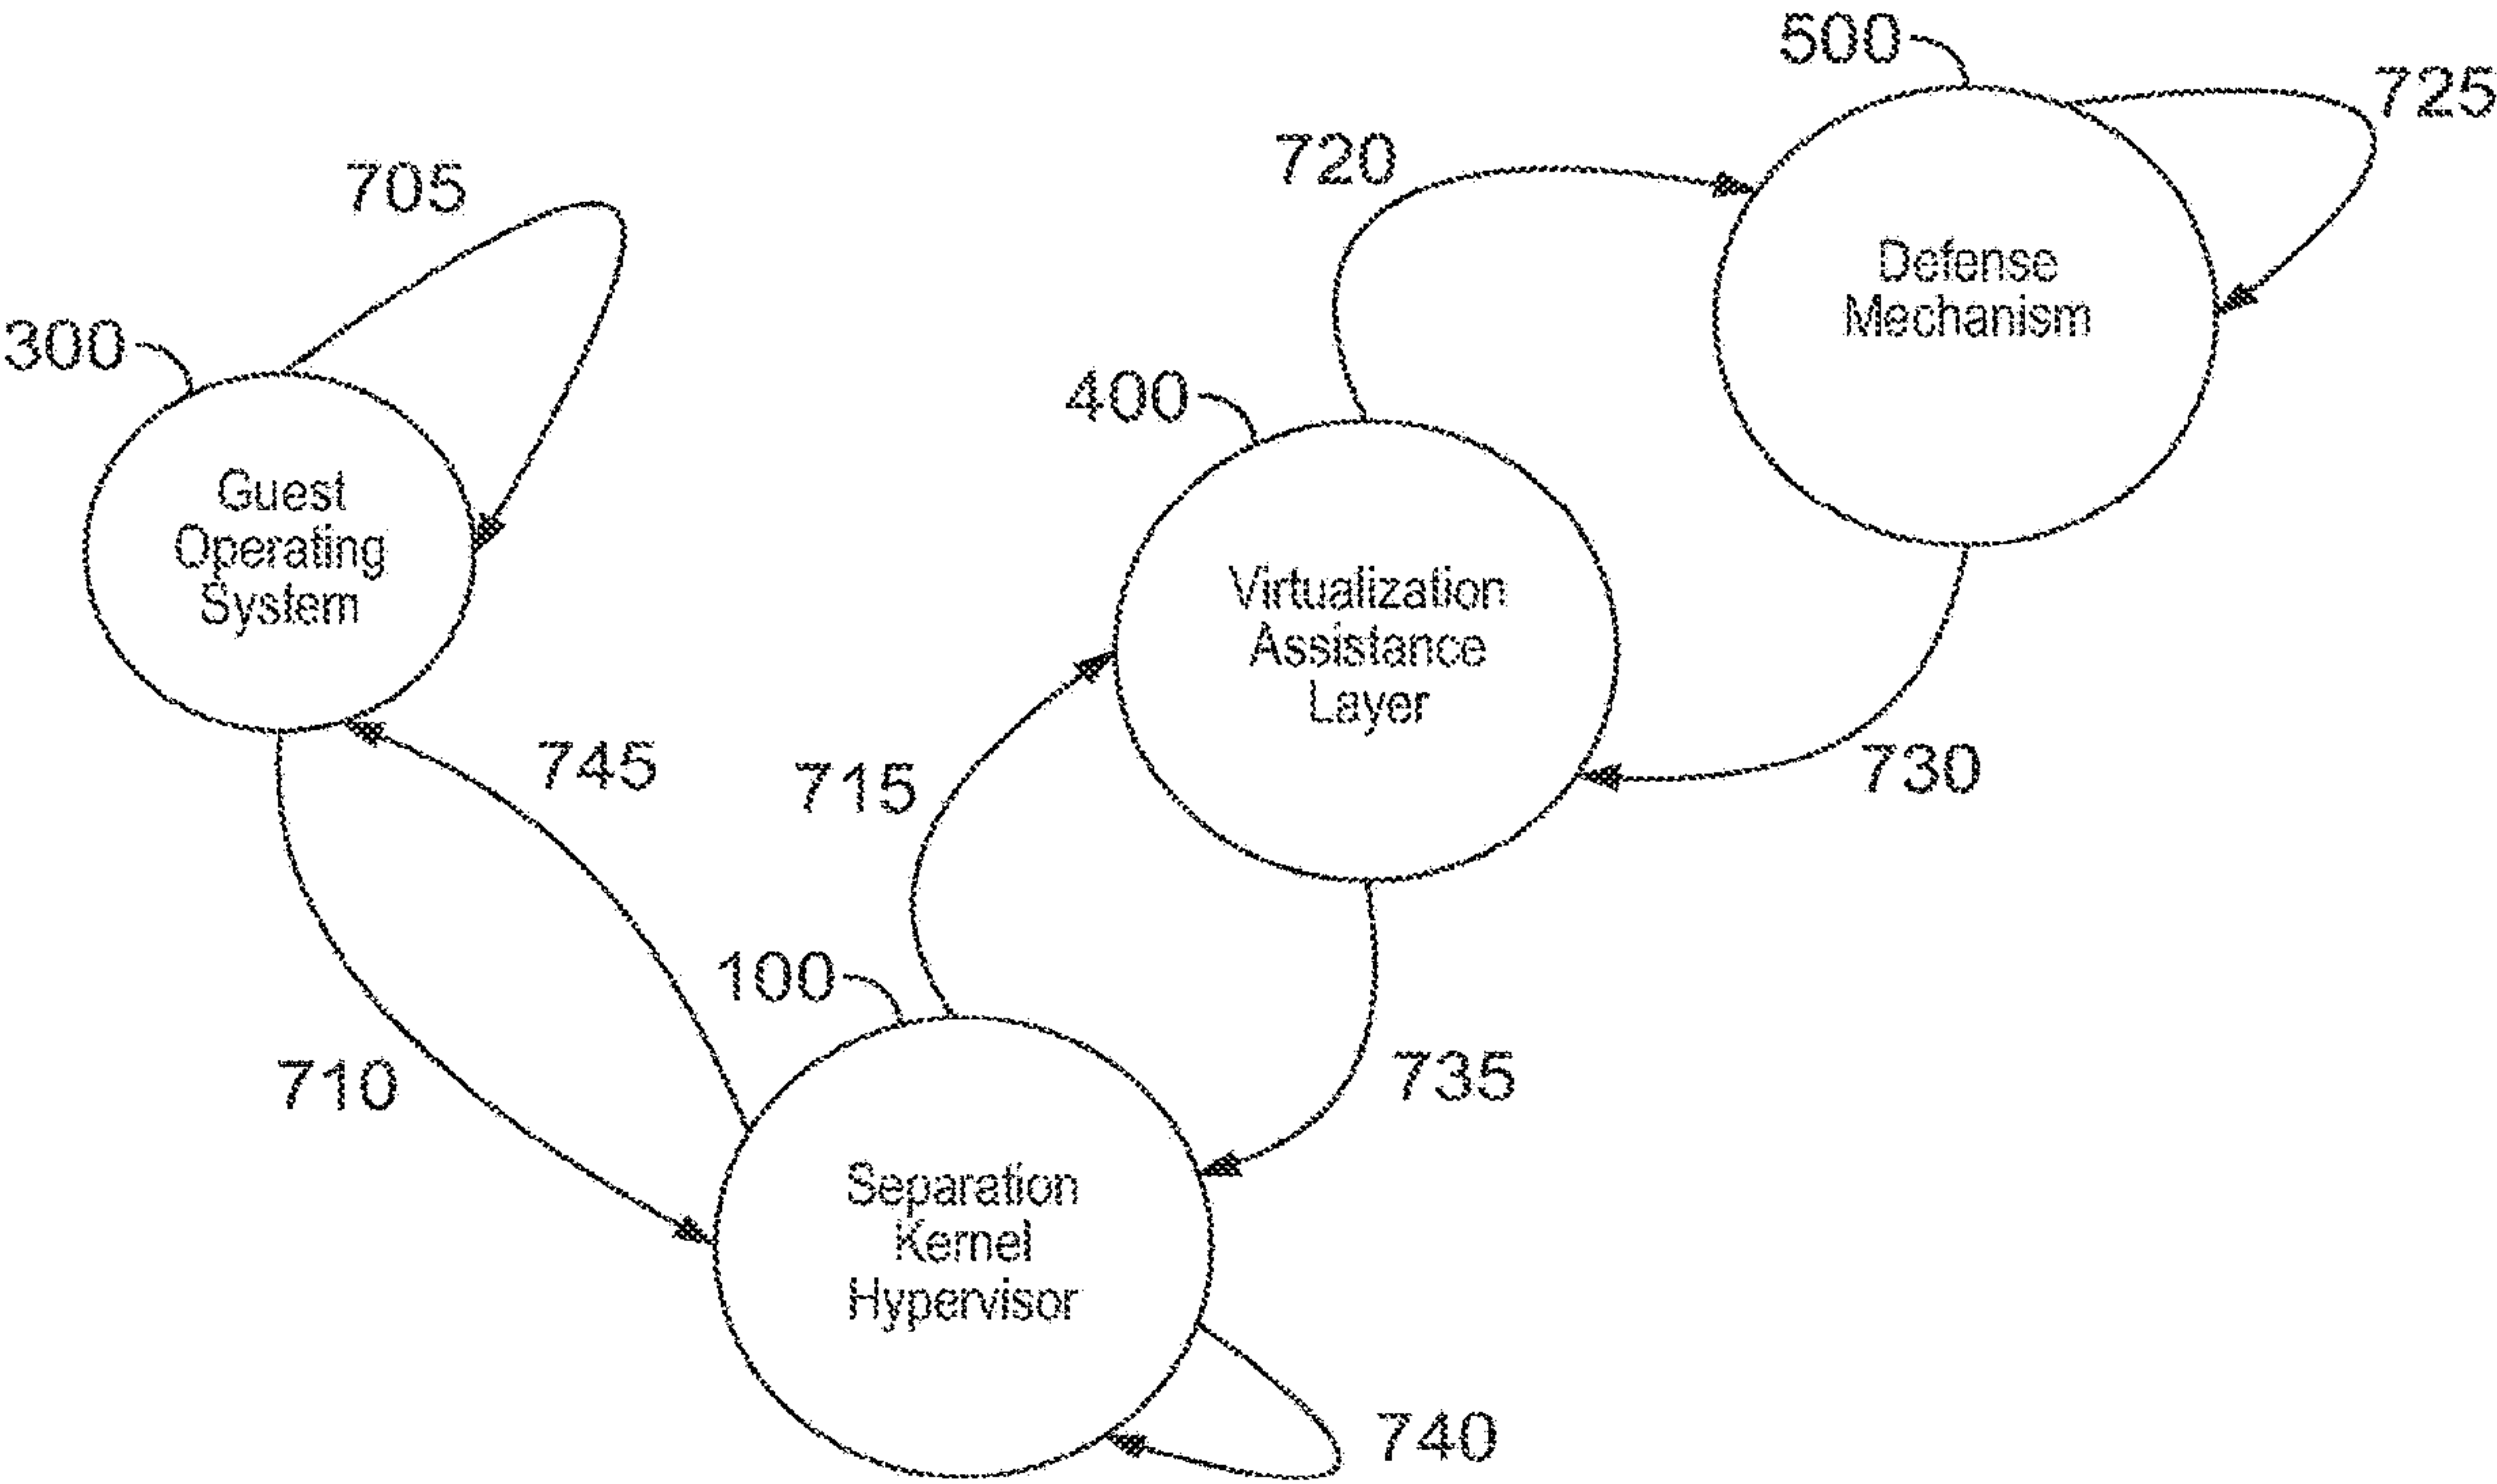 500
725
720
705
300
Defense
Mechanism
400
Guest
Operating
System
Virtualization
Assistance
Layer
745
715
730
100
710
735
Separation
Kernel
Hypervisor
740